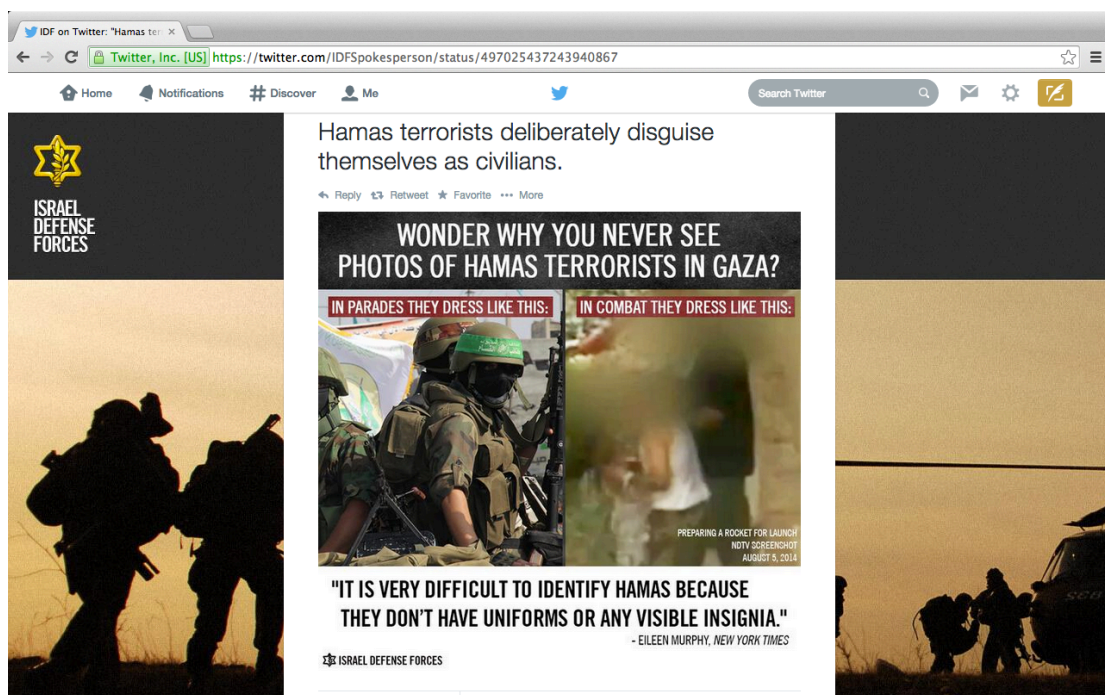 IDF on Twitter: "Hamas ter
Twitter, Inc. [US] https://twitter.com/IDFSpokesperson/status/497025437243940867
Home Notifications Discover Me Search Twitter
Hamas terrorists deliberately disguise
themselves as civilians.
Reply Retweet Favorite More
ISRAEL
DEFENSE
FORCES
WONDER WHY YOU NEVER SEE
PHOTOS OF HAMAS TERRORISTS IN GAZA?
IN PARADES THEY DRESS LIKE THIS: IN COMBAT THEY DRESS LIKE THIS:
PREPARING A ROCKET FOR LAUNCH
NDTV SCREENSHOT
AUGUST 5, 2014
"IT IS VERY DIFFICULT TO IDENTIFY HAMAS BECAUSE
THEY DON'T HAVE UNIFORMS OR ANY VISIBLE INSIGNIA."
- EILEEN MURPHY, NEW YORK TIMES
ISRAEL DEFENSE FORCES